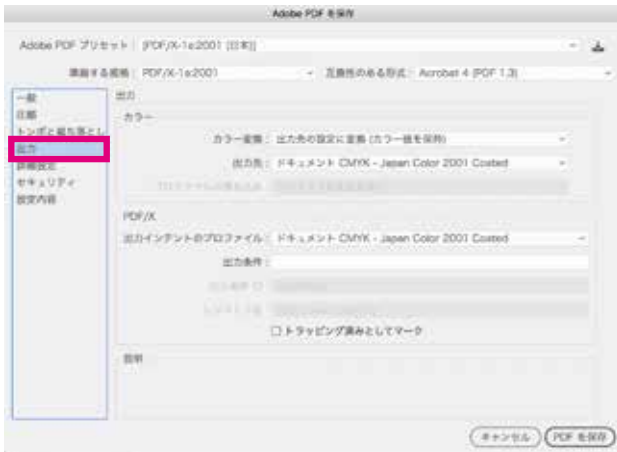 Adobe PDF を保存
Adobe PDF プリセット： [PDF/X-1a:2001 (日本)]
準拠する規格： PDF/X-1a:2001
互換性のある形式： Acrobat 4 (PDF 1.3)
一般
圧縮
トンボと裁ち落とし
出力
詳細設定
セキュリティ
設定内容
出力
カラー
カラー変換： 出力先の設定に変換 (カラー値を保持)
出力先： ドキュメント CMYK - Japan Color 2001 Coated
PDF/X
出力インテントのプロファイル： ドキュメント CMYK - Japan Color 2001 Coated
出力条件：
トラッピング済みとしてマーク
説明
キャンセル
PDF を保存